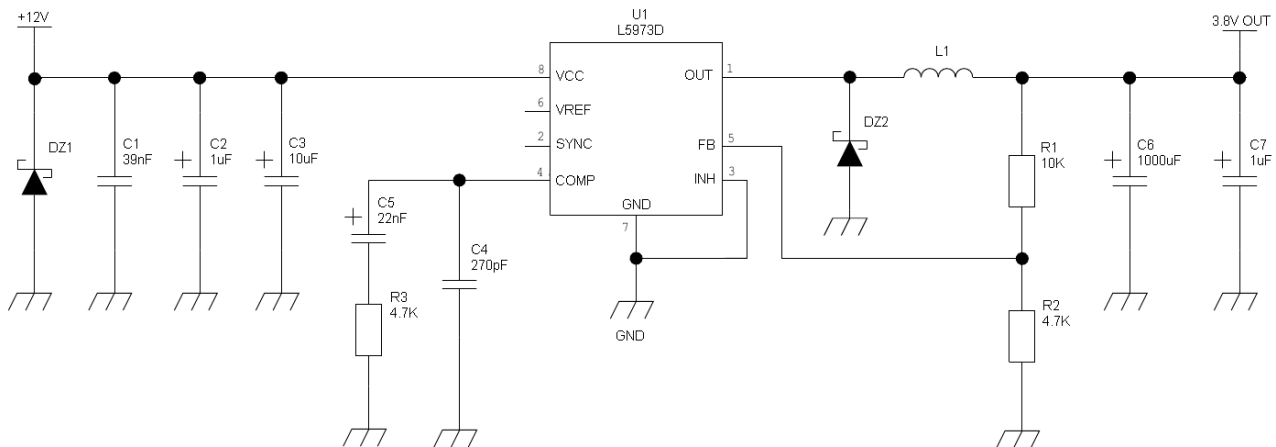 +12V
U1
L5973D
3.8V OUT
8
VCC
OUT
1
L1
6
VREF
2
SYNC
FB
5
4
COMP
INH
3
GND
7
GND
DZ1
C1
39nF
C2
1uF
C3
10uF
C5
22nF
C4
270pF
R3
4.7K
DZ2
R1
10K
C6
1000uF
C7
1uF
R2
4.7K